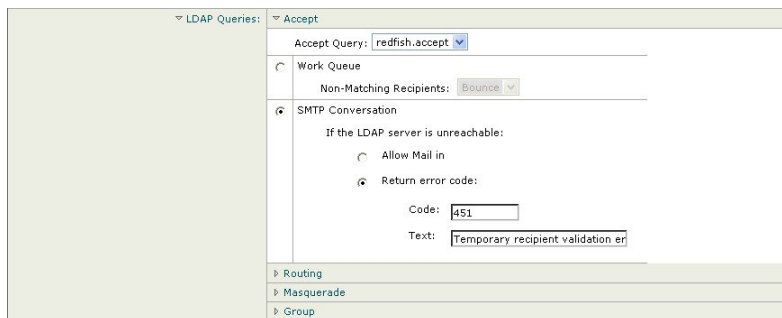 LDAP Queries:
Accept
Accept Query: redfish.accept
Work Queue
Non-Matching Recipients: Bounce
SMTP Conversation
If the LDAP server is unreachable:
Allow Mail in
Return error code:
Code: 451
Text: Temporary recipient validation er
Routing
Masquerade
Group